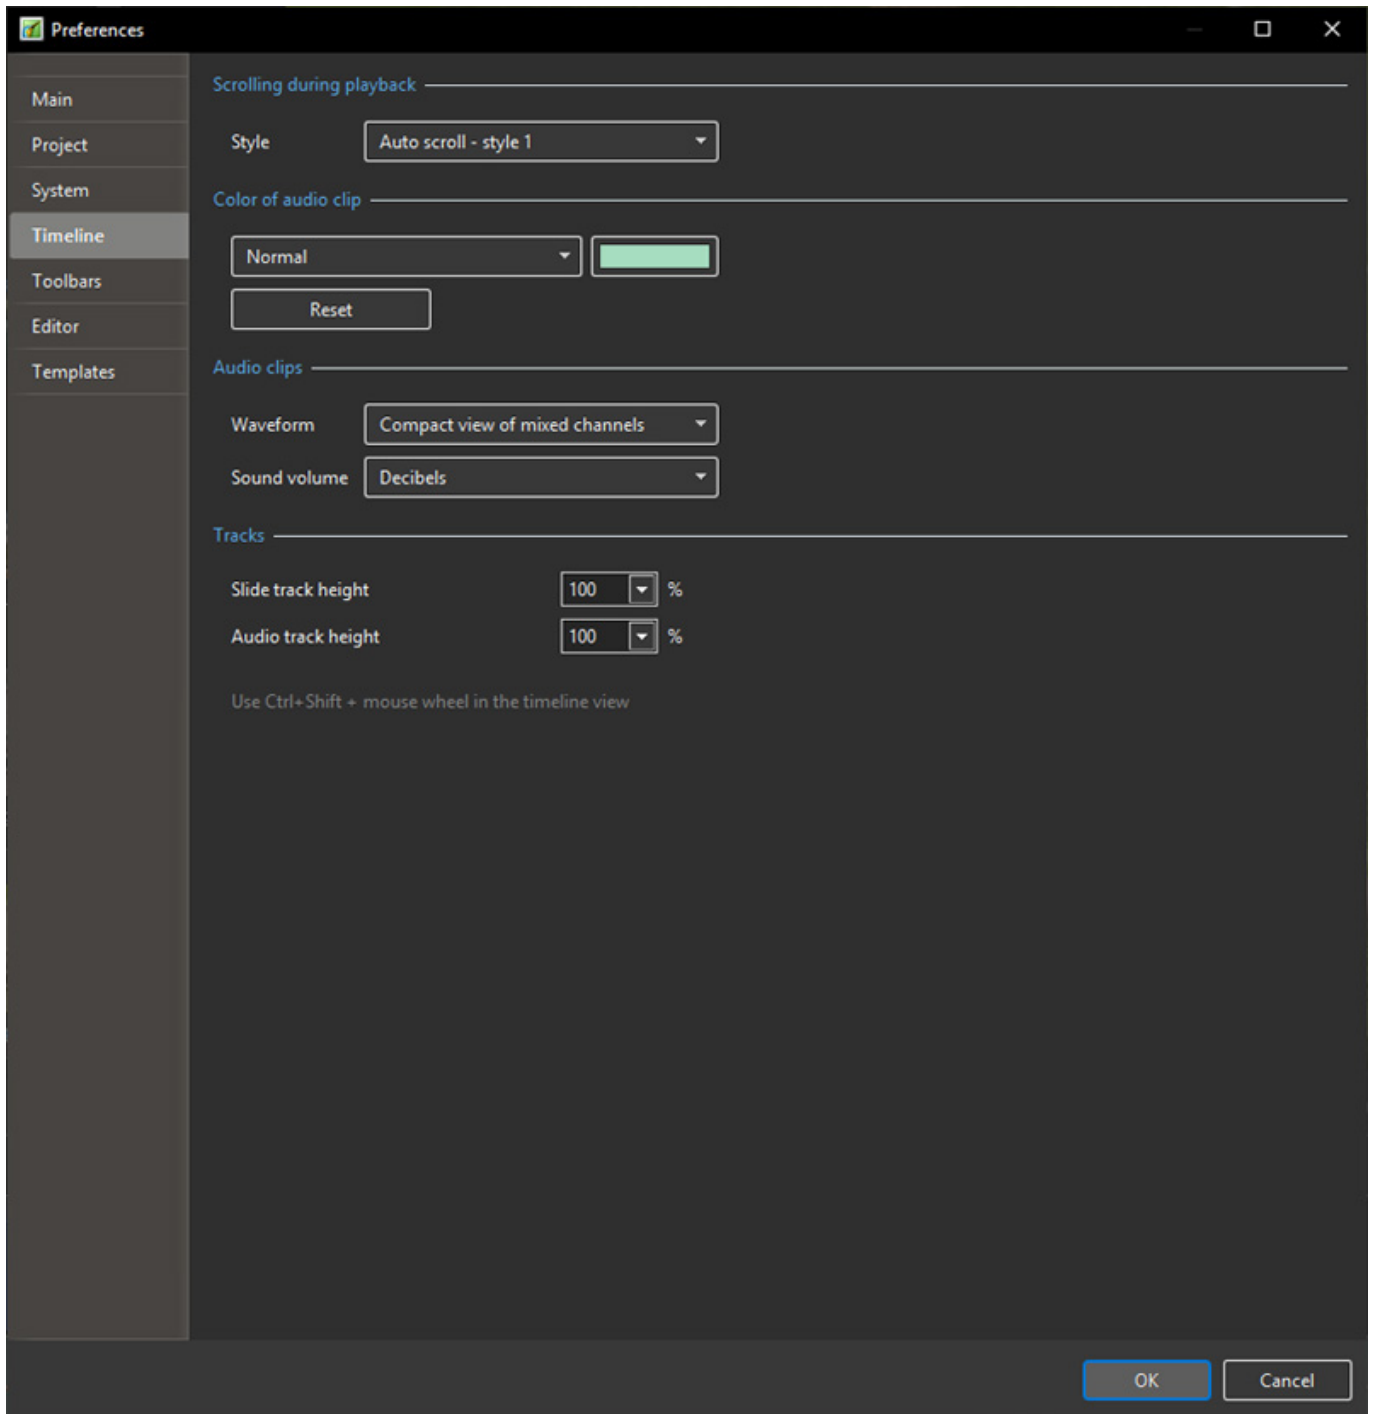 Preferences
Main
Project
System
Timeline
Toolbars
Editor
Templates
Scrolling during playback
Style Auto scroll - style 1
Color of audio clip
Normal
Reset
Audio clips
Waveform Compact view of mixed channels
Sound volume Decibels
Tracks
Slide track height 100 %
Audio track height 100 %
Use Ctrl+Shift + mouse wheel in the timeline view
OK Cancel